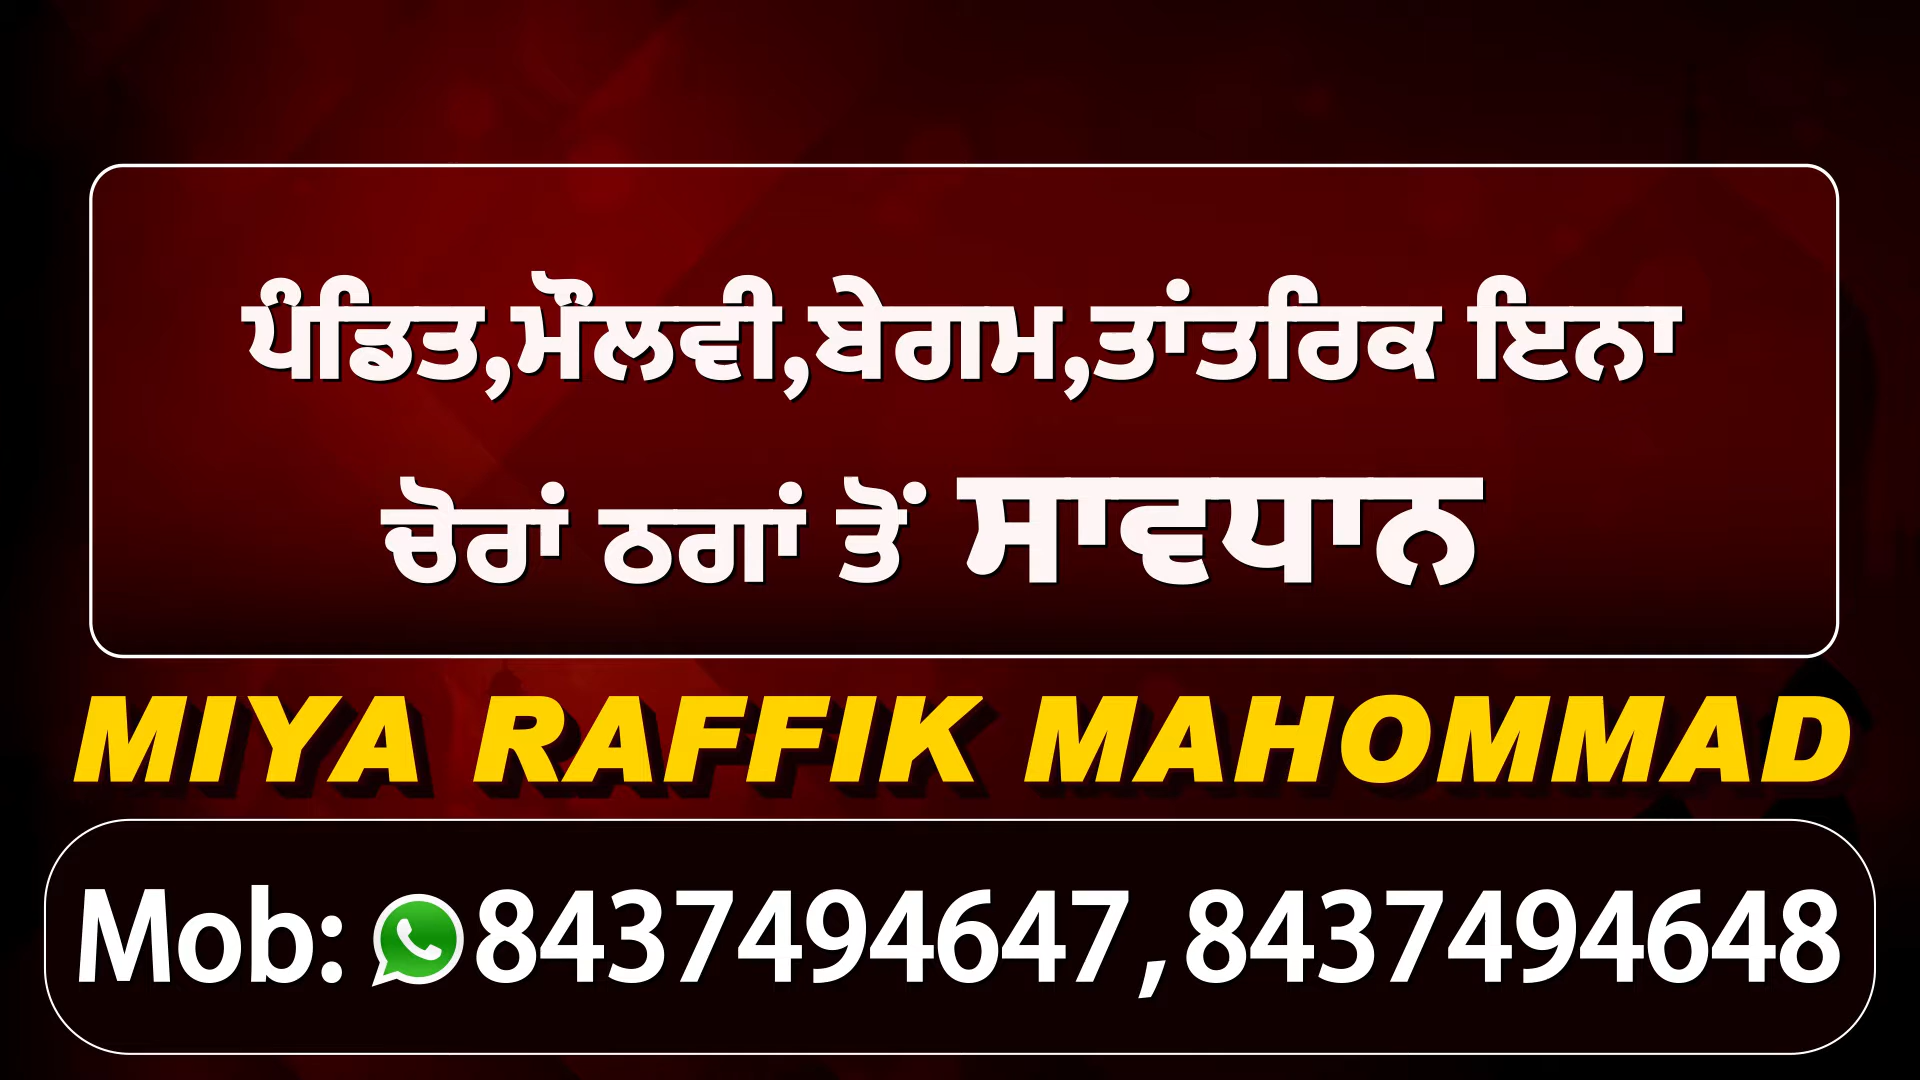 ਪੰਡਿਤ,ਮੌਲਵੀ,ਬੇਗਮ,ਤਾਂਤਰਿਕ ਇਨਾ
ਚੋਰਾਂ ਠਗਾਂ ਤੋਂ ਸਾਵਧਾਨ
MIYA RAFFIK MAHOMMAD
Mob: 8437494647, 8437494648